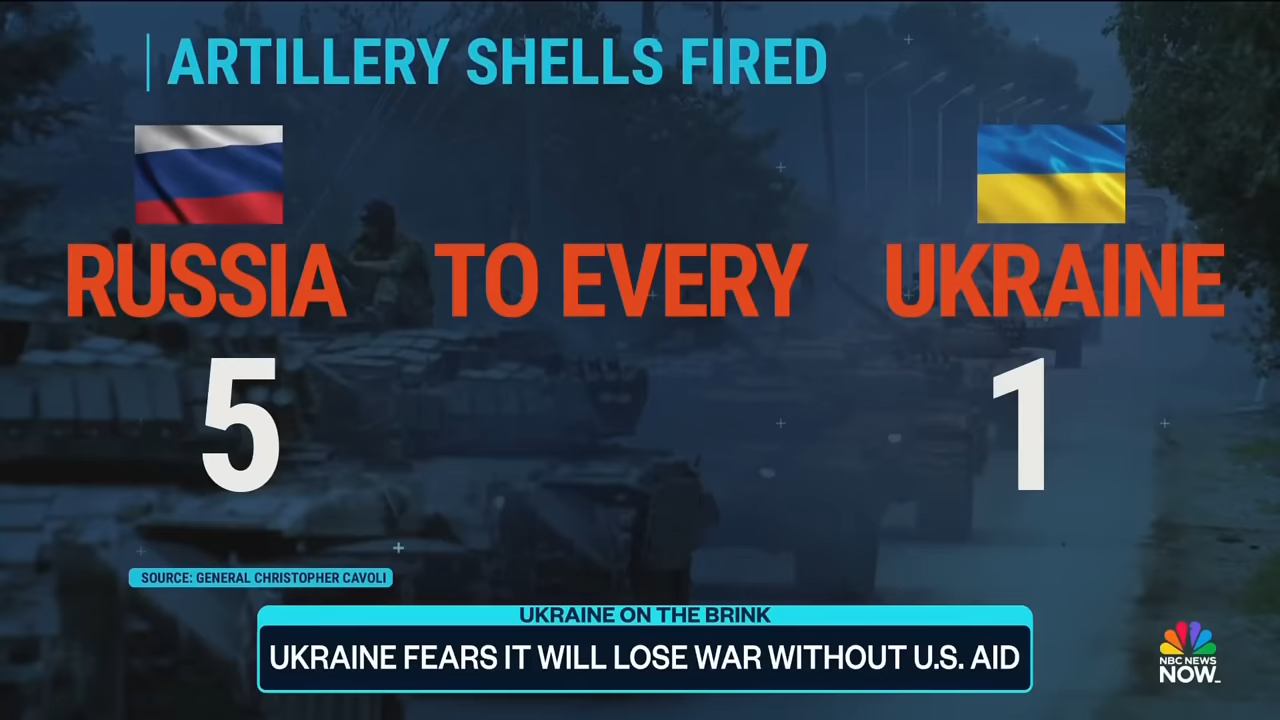 ARTILLERY SHELLS FIRED
RUSSIA TO EVERY UKRAINE
5 1
SOURCE: GENERAL CHRISTOPHER CAVOLI
UKRAINE ON THE BRINK
UKRAINE FEARS IT WILL LOSE WAR WITHOUT U.S. AID
NBC NEWS
NOW_